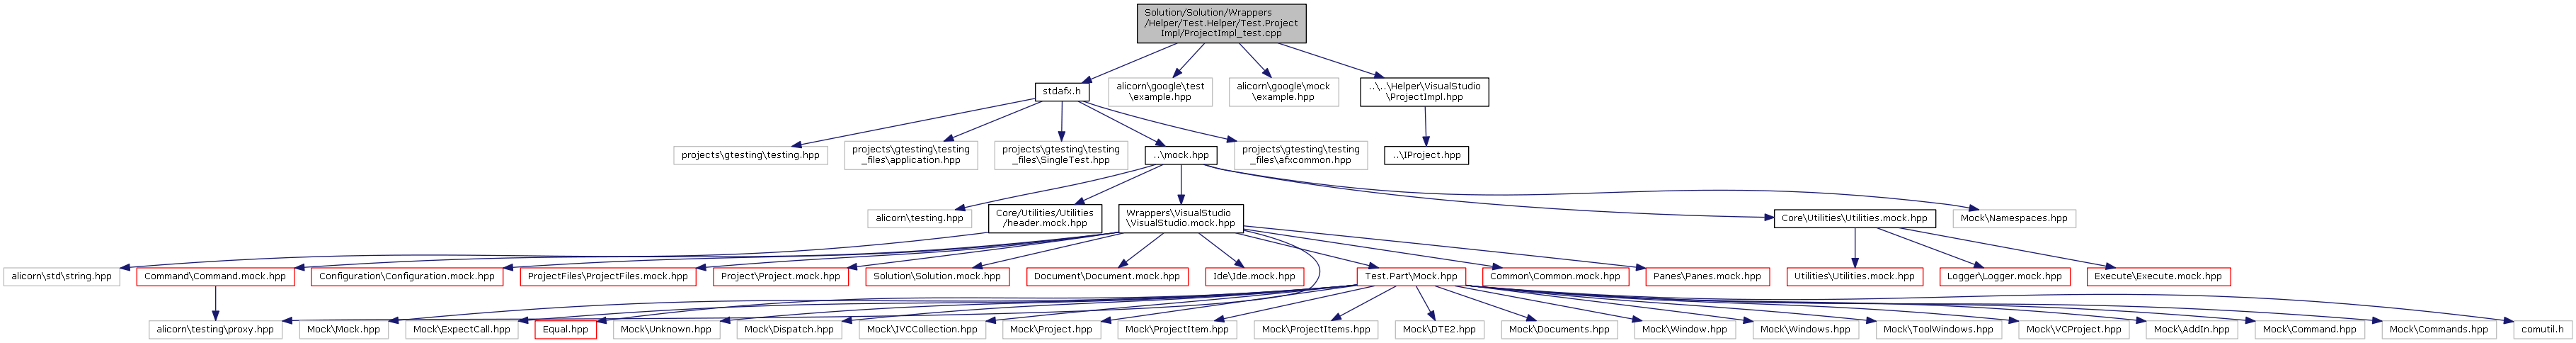 Solution/Solution/Wrappers
/Helper/Test.Helper/Test.Project
Impl/ProjectImpl_test.cpp
stdafx.h
alicorn\google\test
\example.hpp
alicorn\google\mock
\example.hpp
..\..\Helper\VisualStudio
\ProjectImpl.hpp
projects\gtesting\testing.hpp
projects\gtesting\testing
_files\application.hpp
projects\gtesting\testing
_files\SingleTest.hpp
..\mock.hpp
projects\gtesting\testing
_files\afxcommon.hpp
..\IProject.hpp
alicorn\testing.hpp
Core/Utilities/Utilities
/header.mock.hpp
Wrappers\VisualStudio
\VisualStudio.mock.hpp
Core\Utilities\Utilities.mock.hpp
Mock\Namespaces.hpp
alicorn\std\string.hpp
Command\Command.mock.hpp
Configuration\Configuration.mock.hpp
ProjectFiles\ProjectFiles.mock.hpp
Project\Project.mock.hpp
Solution\Solution.mock.hpp
Document\Document.mock.hpp
Ide\Ide.mock.hpp
Test.Part\Mock.hpp
Common\Common.mock.hpp
Panes\Panes.mock.hpp
Utilities\Utilities.mock.hpp
Logger\Logger.mock.hpp
Execute\Execute.mock.hpp
alicorn\testing\proxy.hpp
Mock\Mock.hpp
Mock\ExpectCall.hpp
Equal.hpp
Mock\Unknown.hpp
Mock\Dispatch.hpp
Mock\IVCCollection.hpp
Mock\Project.hpp
Mock\ProjectItem.hpp
Mock\ProjectItems.hpp
Mock\DTE2.hpp
Mock\Documents.hpp
Mock\Window.hpp
Mock\Windows.hpp
Mock\ToolWindows.hpp
Mock\VCProject.hpp
Mock\AddIn.hpp
Mock\Command.hpp
Mock\Commands.hpp
comutil.h